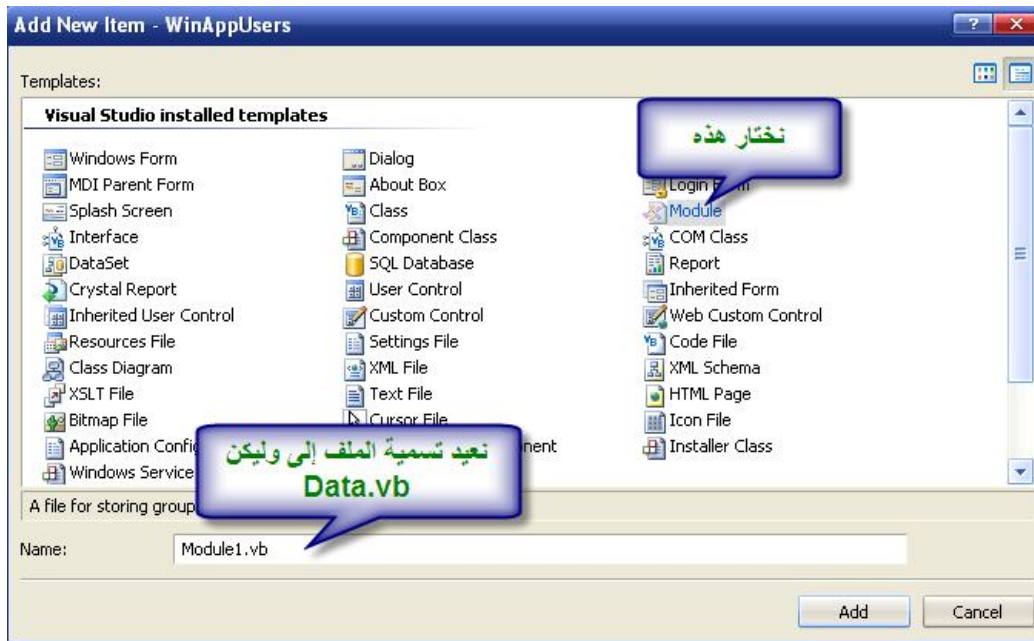 Add New Item - WinAppUsers
Templates:
Visual Studio installed templates
Windows Form
Dialog
MDI Parent Form
About Box
Login
Splash Screen
Class
Module
Interface
Component Class
COM Class
DataSet
SQL Database
Report
Crystal Report
User Control
Inherited Form
Inherited User Control
Custom Control
Web Custom Control
Resources File
Settings File
Code File
Class Diagram
XML File
XML Schema
XSLT File
Text File
HTML Page
Bitmap File
Cursor File
Icon File
Application
Installer Class
Windows Service
نختار هذه
نعيد تسمية الملف إلى وليكن
Data.vb
A file for storing
Name:
Module1.vb
Add
Cancel